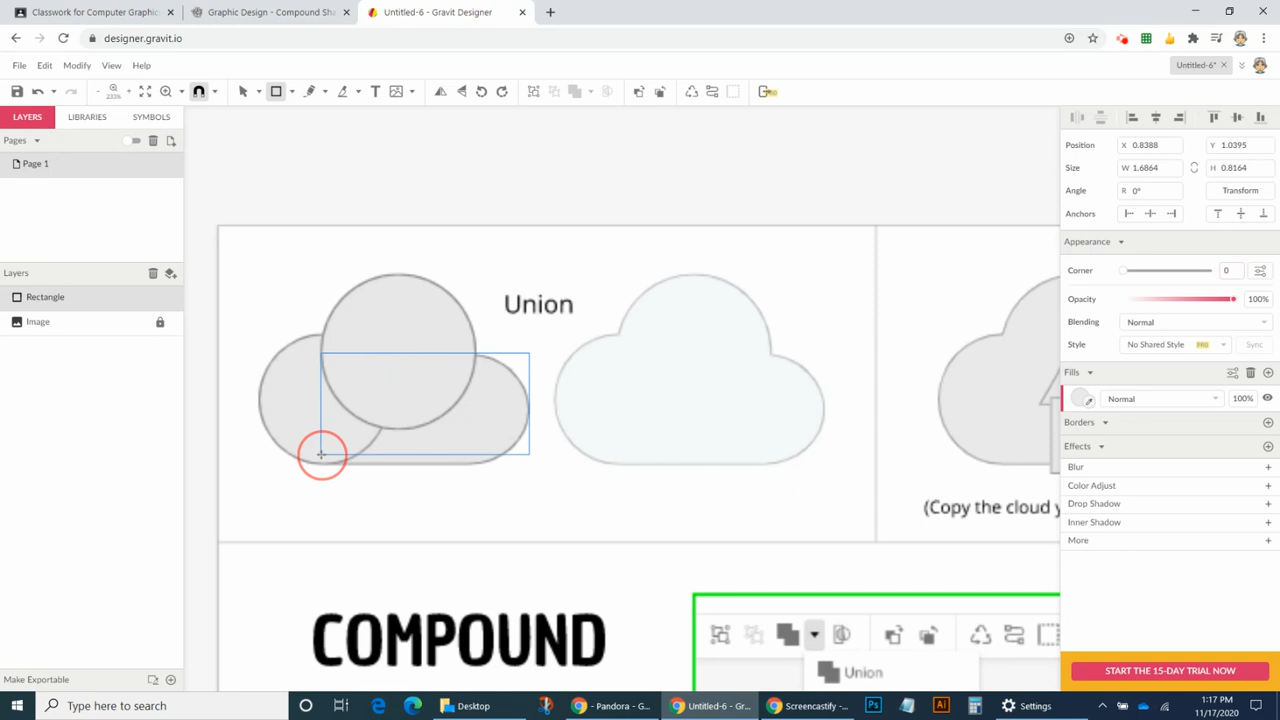 Classwork for Computer Graphic
Graphic Design - Compound Sha
Untitled-6 - Gravit Designer
designer.gravit.io
File Edit Modify View Help
Untitled-6*
233%
PRO
LAYERS LIBRARIES SYMBOLS
Pages
Page 1
Layers
Rectangle
Image
Make Exportable
Union
(Copy the cloud y
COMPOUND
Union
Position X 0.8388 Y 1.0395
Size W 1.6864 H 0.8164
Angle R 0° Transform
Anchors
Appearance
Corner 0
Opacity 100%
Blending Normal
Style No Shared Style PRO Sync
Fills
Normal 100%
Borders
Effects
Blur
Color Adjust
Drop Shadow
Inner Shadow
More
START THE 15-DAY TRIAL NOW
Type here to search
Desktop
- Pandora - G...
Untitled-6 - Gr...
Screencastify -...
Ps
Ai
Settings
1:17 PM
11/17/2020